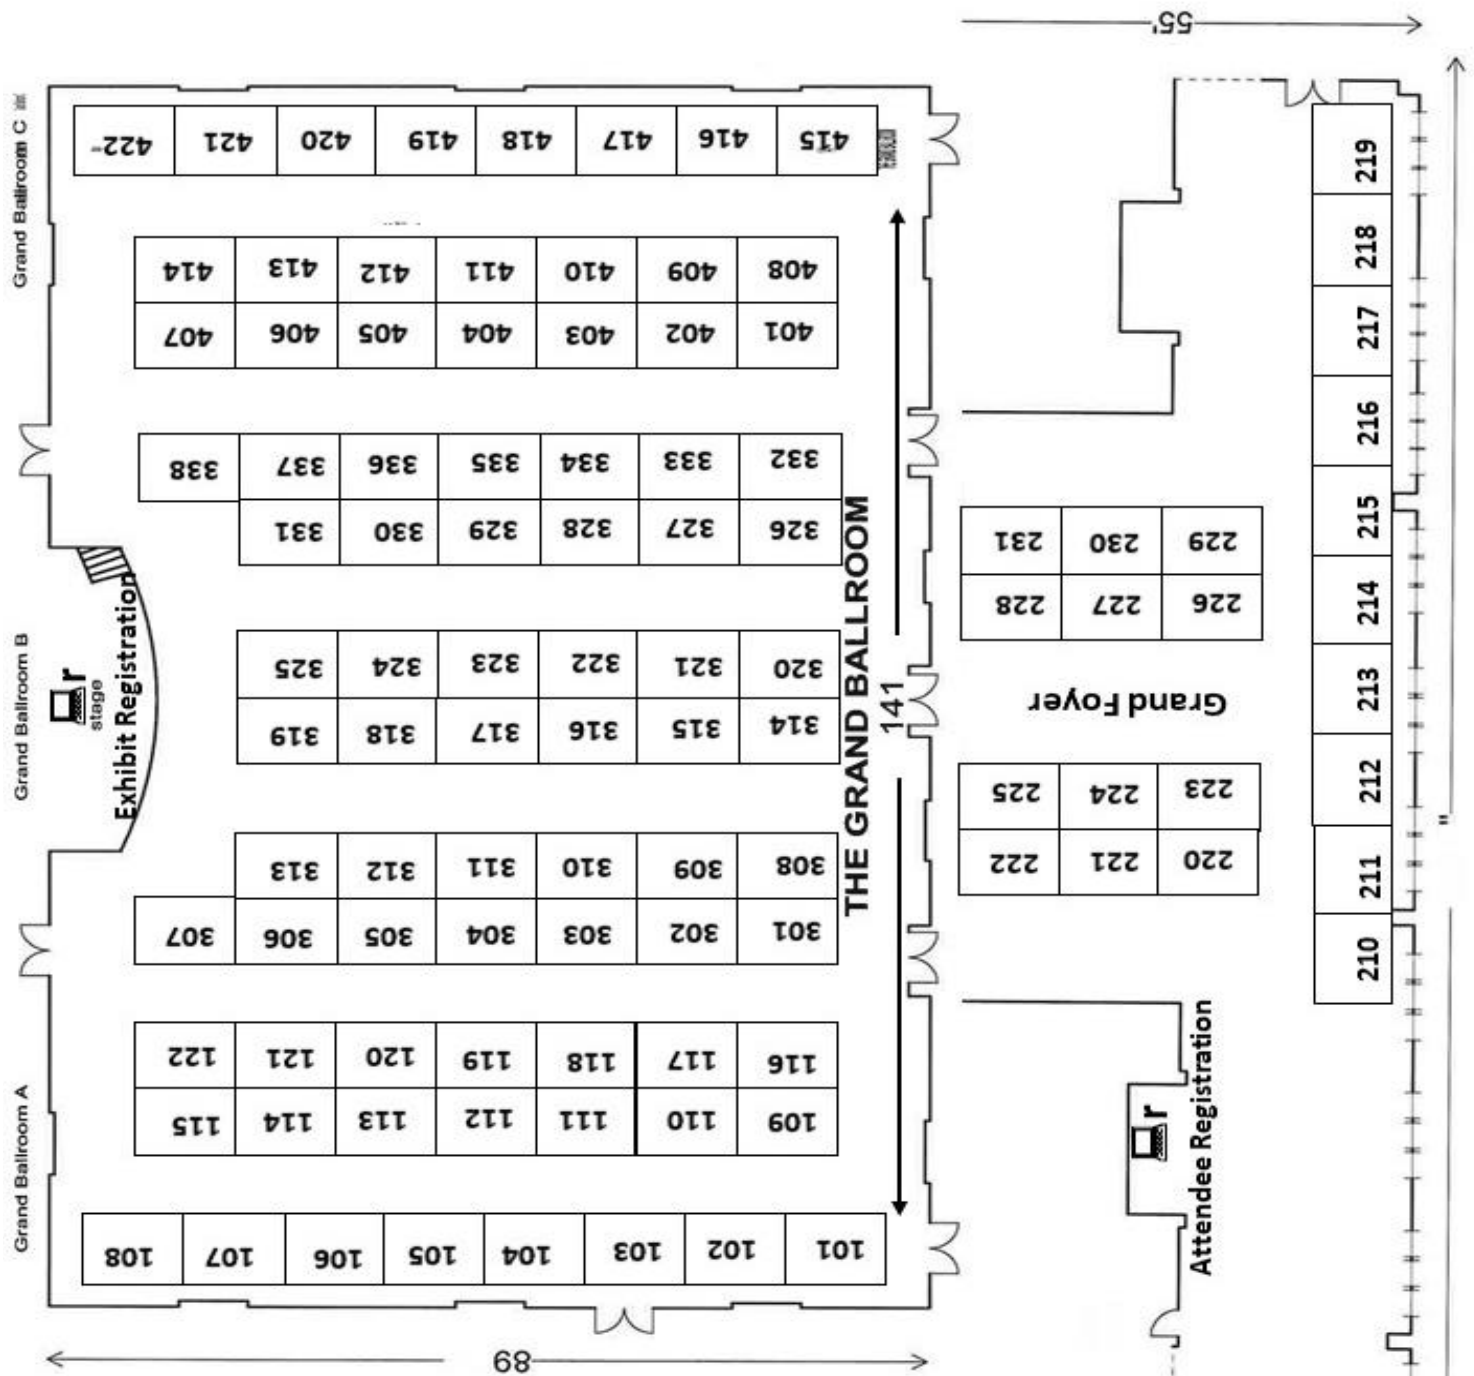 55'
Grand Ballroom C
422 421 420 419 418 417 416 415
414 413 412 411 410 409 408
407 406 405 404 403 402 401
338 337 336 335 334 333 332
331 330 329 328 327 326
325 324 323 322 321 320
319 318 317 316 315 314
313 312 311 310 309 308
307 306 305 304 303 302 301
122 121 120 119 118 117 116
115 114 113 112 111 110 109
108 107 106 105 104 103 102 101
Grand Ballroom B
r
stage
Exhibit Registration
Grand Ballroom A
THE GRAND BALLROOM
141
89
231 230 229
228 227 226
Grand Foyer
225 224 223
222 221 220
219
218
217
216
215
214
213
212
211
210
"
r
Attendee Registration